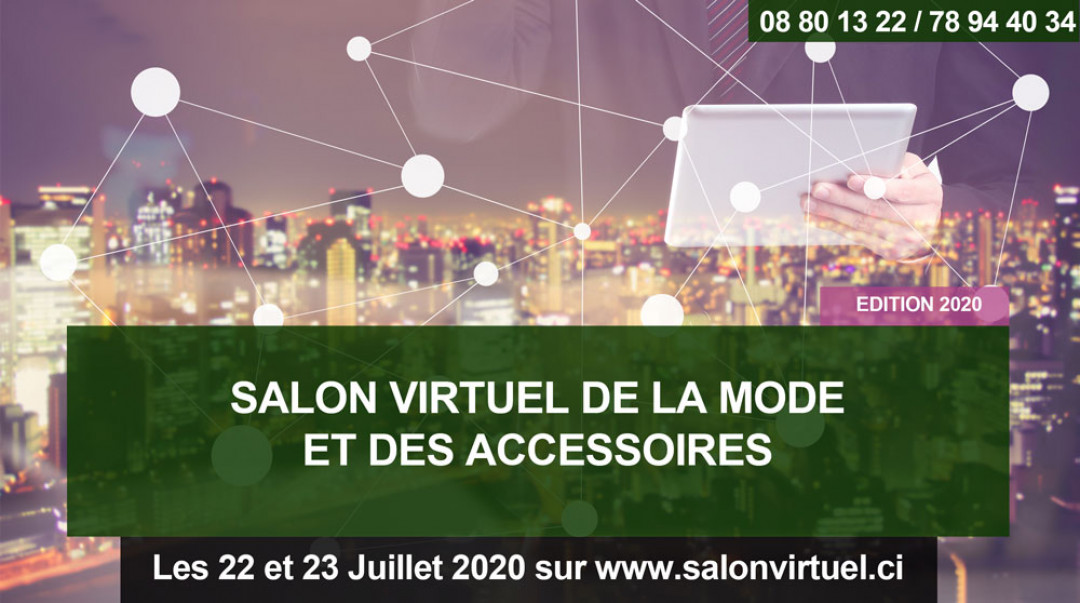 08 80 13 22 / 78 94 40 34
EDITION 2020
SALON VIRTUEL DE LA MODE
ET DES ACCESSOIRES
Les 22 et 23 Juillet 2020 sur www.salonvirtuel.ci